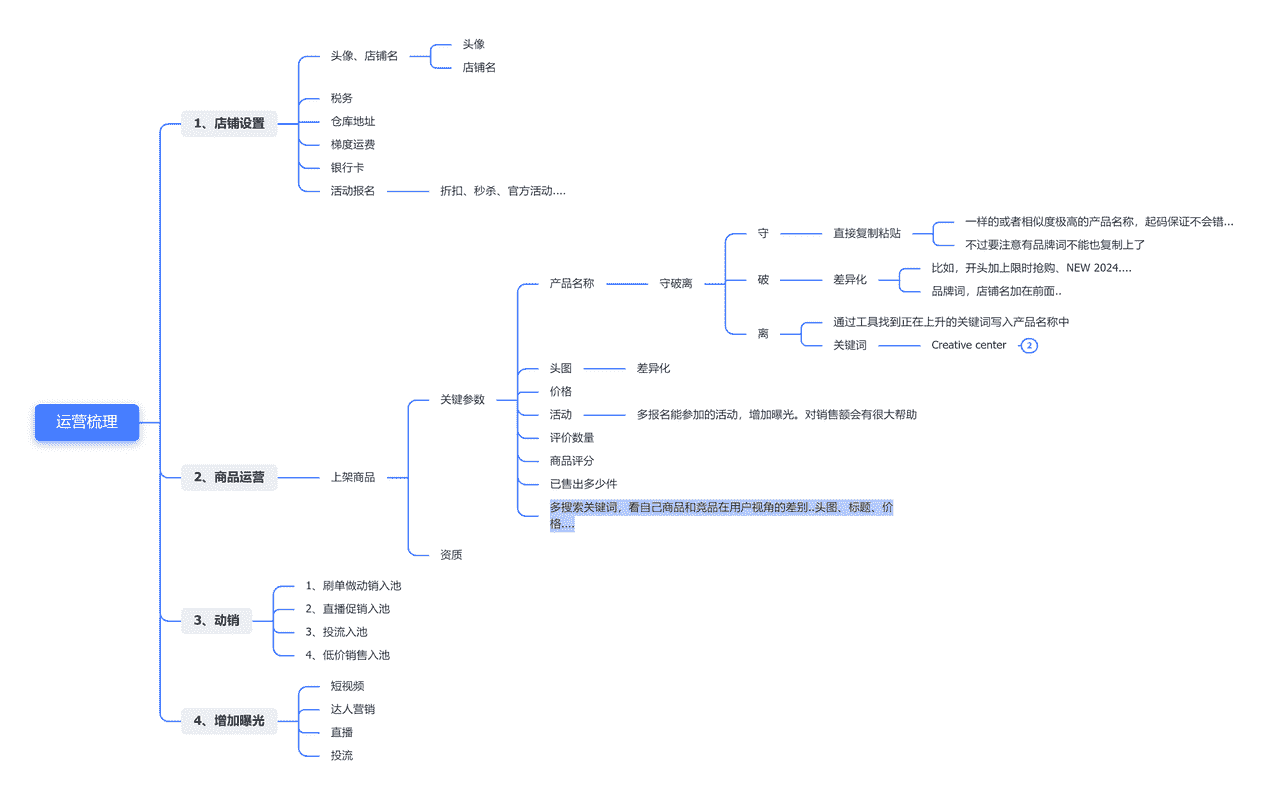 运营梳理
1、店铺设置
头像、店铺名
头像
店铺名
税务
仓库地址
梯度运费
银行卡
活动报名
折扣、秒杀、官方活动....
2、商品运营
上架商品
关键参数
产品名称
守破离
守
直接复制粘贴
一样的或者相似度极高的产品名称，起码保证不会错...
不过要注意有品牌词不能也复制上了
破
差异化
比如，开头加上限时抢购、NEW 2024....
品牌词，店铺名加在前面..
离
通过工具找到正在上升的关键词写入产品名称中
关键词
Creative center
2
头图
差异化
价格
活动
多报名能参加的活动，增加曝光。对销售额会有很大帮助
评价数量
商品评分
已售出多少件
多搜索关键词，看自己商品和竞品在用户视角的差别..头图、标题、价
格....
资质
3、动销
1、刷单做动销入池
2、直播促销入池
3、投流入池
4、低价销售入池
4、增加曝光
短视频
达人营销
直播
投流